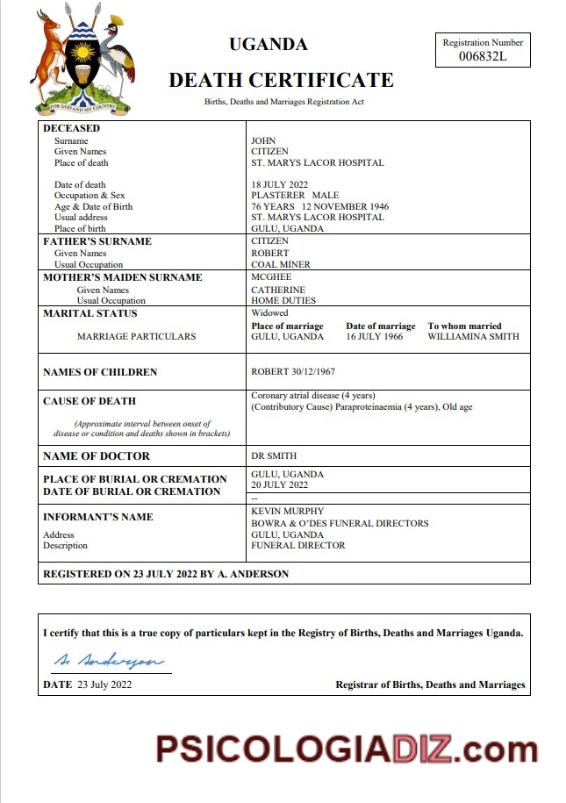 UGANDA
DEATH CERTIFICATE
Births, Deaths and Marriages Registration Act
Registration Number
006832L
FOR GOD AND MY COUNTRY
DECEASED
Surname JOHN
Given Names CITIZEN
Place of death ST. MARYS LACOR HOSPITAL
Date of death 18 JULY 2022
Occupation & Sex PLASTERER MALE
Age & Date of Birth 76 YEARS 12 NOVEMBER 1946
Usual address ST. MARYS LACOR HOSPITAL
Place of birth GULU, UGANDA
FATHER'S SURNAME CITIZEN
Given Names ROBERT
Usual Occupation COAL MINER
MOTHER'S MAIDEN SURNAME MCGHEE
Given Names CATHERINE
Usual Occupation HOME DUTIES
MARITAL STATUS Widowed
Place of marriage Date of marriage To whom married
MARRIAGE PARTICULARS GULU, UGANDA 16 JULY 1966 WILLIAMINA SMITH
NAMES OF CHILDREN ROBERT 30/12/1967
CAUSE OF DEATH Coronary atrial disease (4 years)
(Contributory Cause) Paraproteinaemia (4 years), Old age
(Approximate interval between onset of
disease or condition and deaths shown in brackets)
NAME OF DOCTOR DR SMITH
PLACE OF BURIAL OR CREMATION GULU, UGANDA
DATE OF BURIAL OR CREMATION 20 JULY 2022
--
INFORMANT'S NAME KEVIN MURPHY
BOWRA & O'DES FUNERAL DIRECTORS
Address GULU, UGANDA
Description FUNERAL DIRECTOR
REGISTERED ON 23 JULY 2022 BY A. ANDERSON
I certify that this is a true copy of particulars kept in the Registry of Births, Deaths and Marriages Uganda.
A. Anderson
DATE 23 July 2022 Registrar of Births, Deaths and Marriages
PSICOLOGIADIZ.com